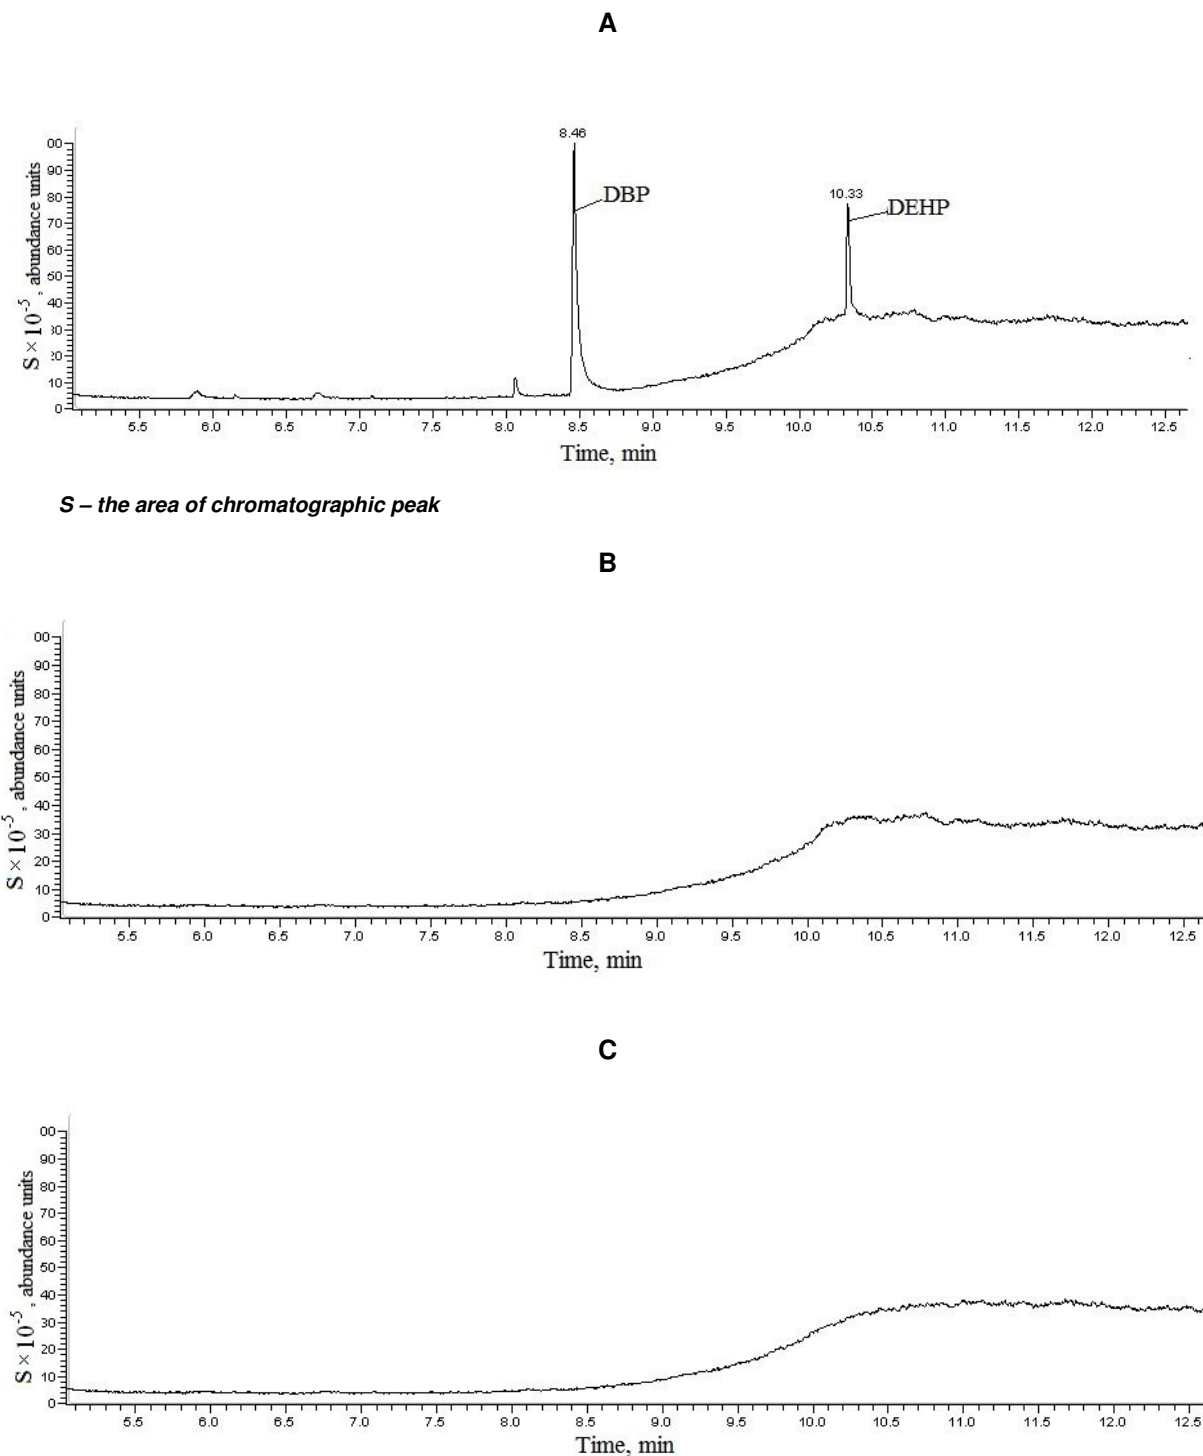 A
S × 10⁻⁵, abundance units
00
90
80
70
60
50
40
30
20
10
0
8.46
DBP
10.33
DEHP
5.5 6.0 6.5 7.0 7.5 8.0 8.5 9.0 9.5 10.0 10.5 11.0 11.5 12.0 12.5
Time, min
S – the area of chromatographic peak
B
S × 10⁻⁵, abundance units
00
90
80
70
60
50
40
30
20
10
0
5.5 6.0 6.5 7.0 7.5 8.0 8.5 9.0 9.5 10.0 10.5 11.0 11.5 12.0 12.5
Time, min
C
S × 10⁻⁵, abundance units
00
90
80
70
60
50
40
30
20
10
0
5.5 6.0 6.5 7.0 7.5 8.0 8.5 9.0 9.5 10.0 10.5 11.0 11.5 12.0 12.5
Time, min